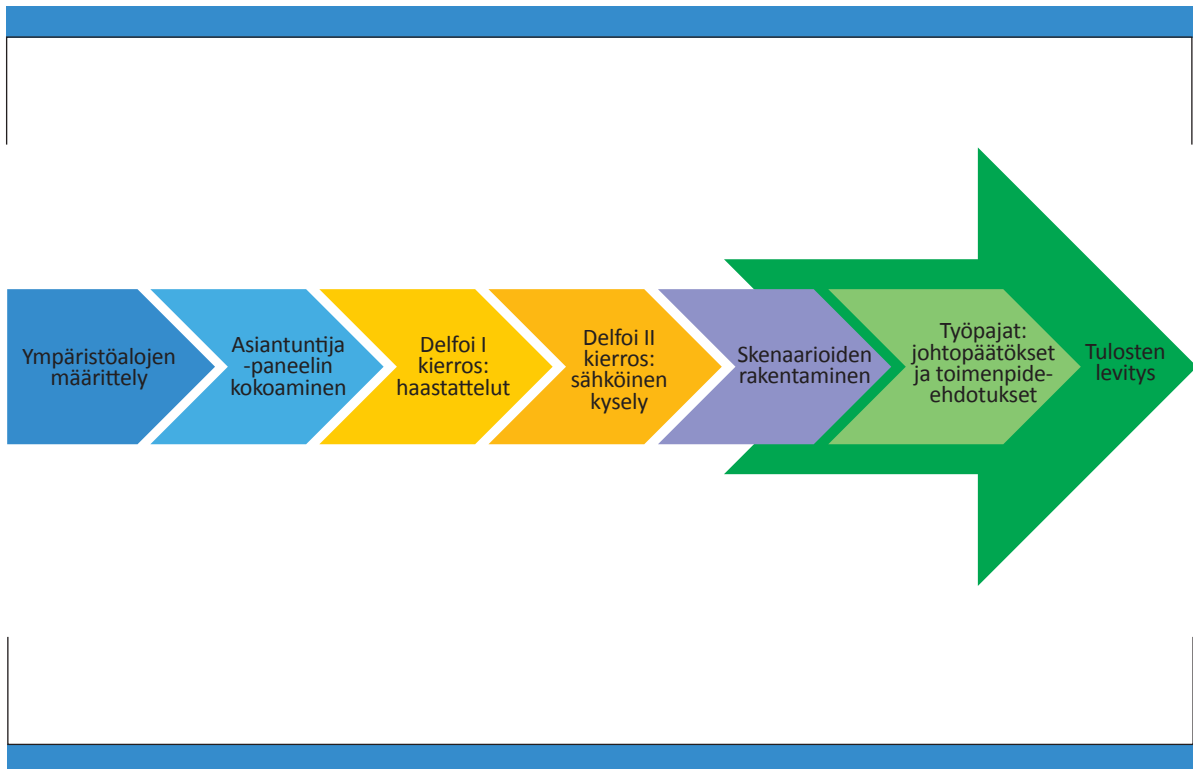 Ympäristöalojen
määrittely
Asiantuntija
-paneelin
kokoaminen
Delfoi I
kierros:
haastattelut
Delfoi II
kierros:
sähköinen
kysely
Skenaarioiden
rakentaminen
Työpajat:
johtopäätökset
ja toimenpide-
ehdotukset
Tulosten
levitys